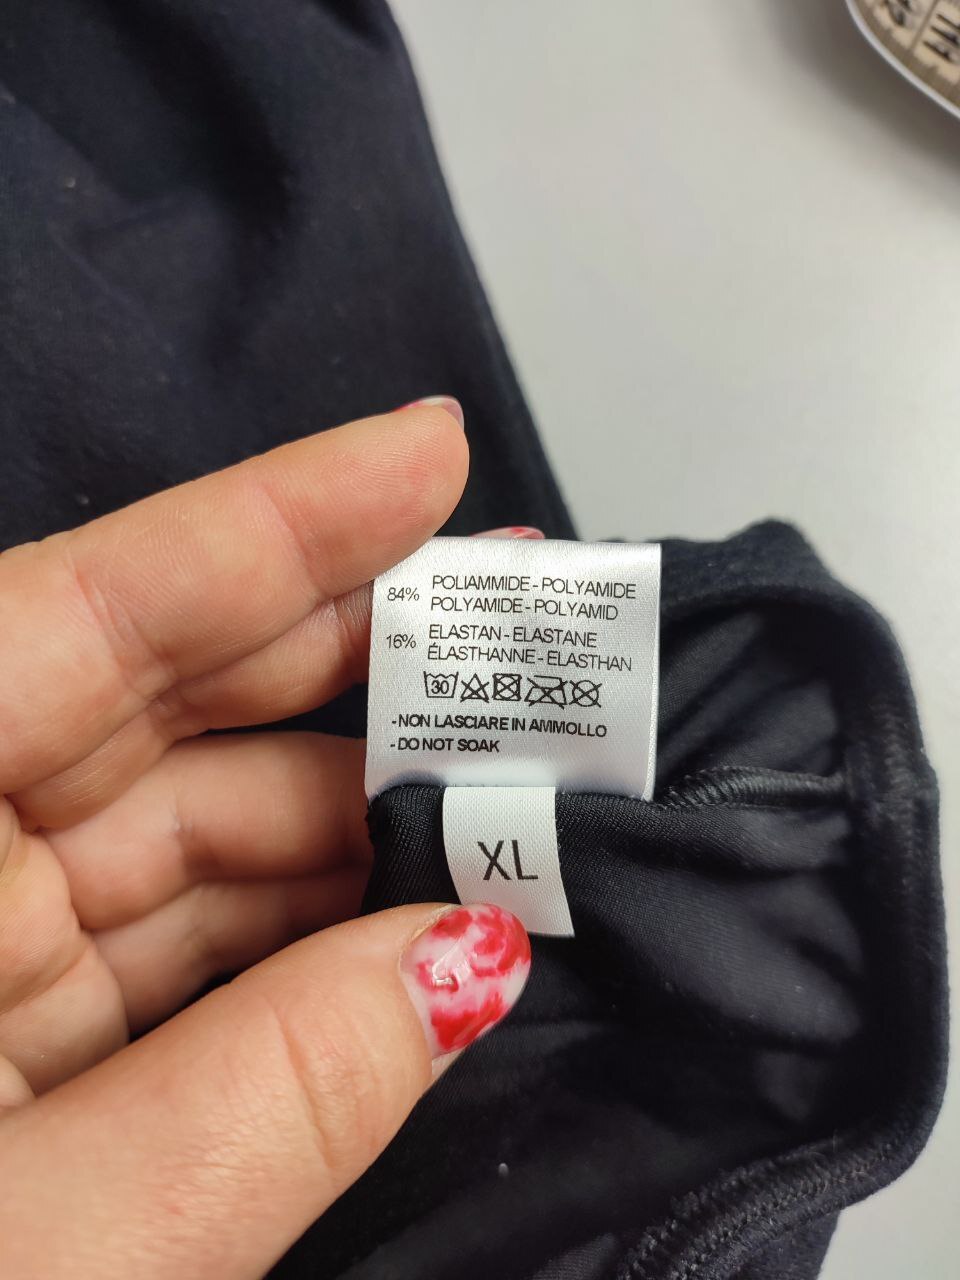 84% POLIAMMIDE - POLYAMIDE
POLYAMIDE - POLYAMID
16% ELASTAN - ELASTANE
ÉLASTHANNE - ELASTHAN
30
- NON LASCIARE IN AMMOLLO
- DO NOT SOAK
XL